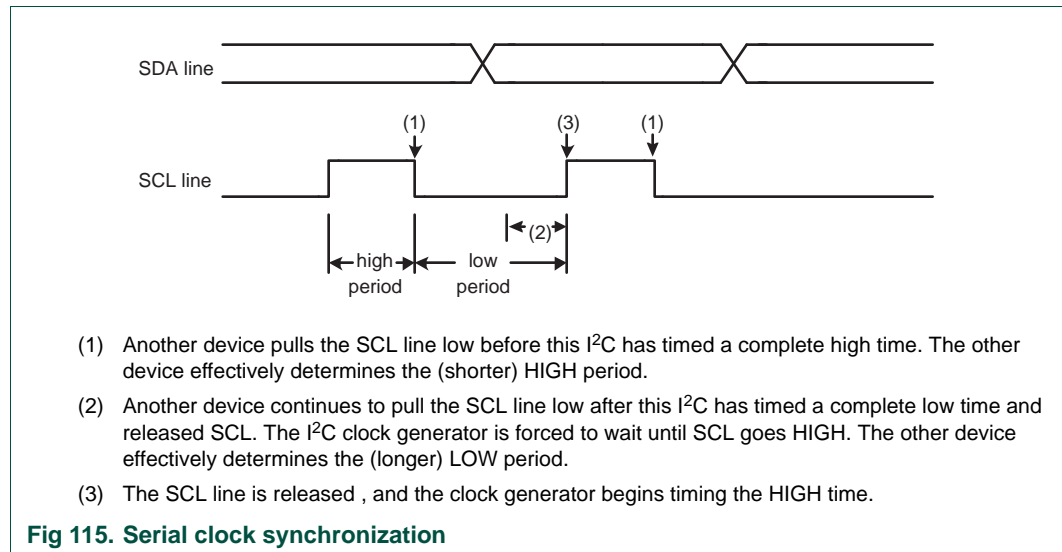 SDA line
(1) (3) (1)
SCL line
(2)
high period
low period
(1) Another device pulls the SCL line low before this I2C has timed a complete high time. The other
device effectively determines the (shorter) HIGH period.
(2) Another device continues to pull the SCL line low after this I2C has timed a complete low time and
released SCL. The I2C clock generator is forced to wait until SCL goes HIGH. The other device
effectively determines the (longer) LOW period.
(3) The SCL line is released , and the clock generator begins timing the HIGH time.
Fig 115. Serial clock synchronization